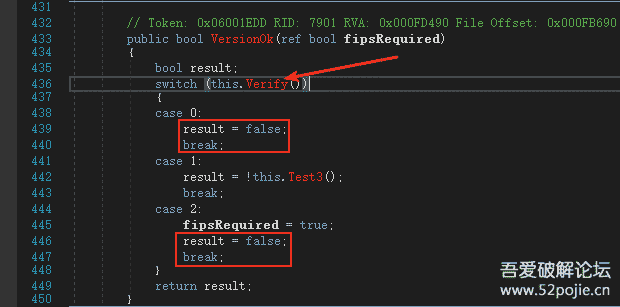 431
432 // Token: 0x06001EDD RID: 7901 RVA: 0x000FD490 File Offset: 0x000FB690
433 public bool VersionOk(ref bool fipsRequired)
434 {
435 bool result;
436 switch (this.Verify())
437 {
438 case 0:
439 result = false;
440 break;
441 case 1:
442 result = !this.Test3();
443 break;
444 case 2:
445 fipsRequired = true;
446 result = false;
447 break;
448 }
449 return result;
450 }
吾爱破解论坛
www.52pojie.cn